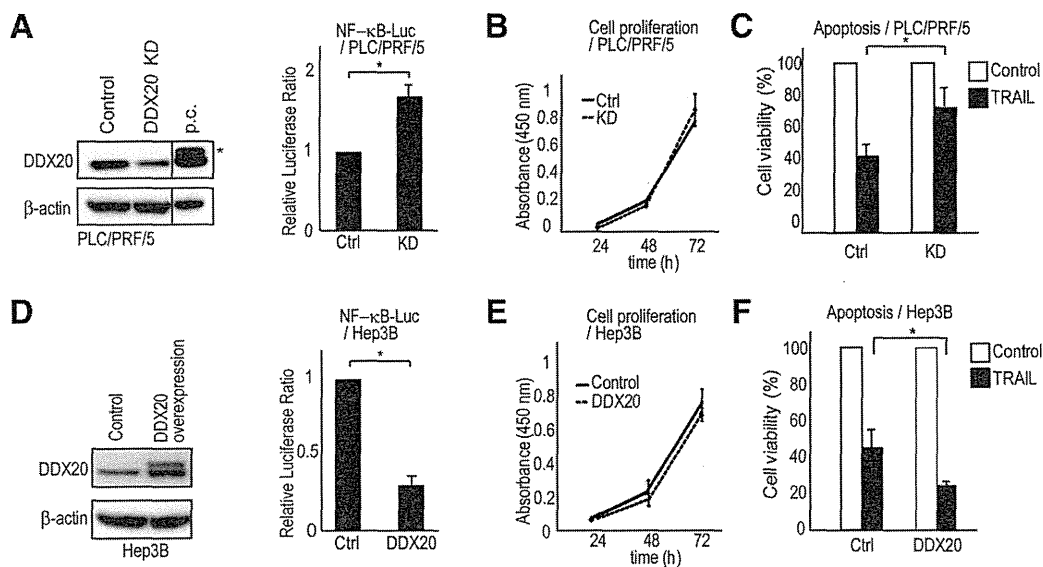 A
Control
DDX20 KD
p.c.
DDX20
*
β-actin
PLC/PRF/5
NF–κB-Luc
/ PLC/PRF/5
Relative Luciferase Ratio
2
1
0
*
Ctrl
KD
B
Cell proliferation
/ PLC/PRF/5
Absorbance (450 nm)
1
0.8
0.6
0.4
0.2
0
Ctrl
KD
24
48
72
time (h)
C
Apoptosis / PLC/PRF/5
*
Cell viability (%)
100
80
60
40
20
0
Control
TRAIL
Ctrl
KD
D
Control
DDX20
overexpression
DDX20
β-actin
Hep3B
NF–κB-Luc
/ Hep3B
Relative Luciferase Ratio
1
0.5
0
*
Ctrl
DDX20
E
Cell proliferation
/ Hep3B
Absorbance (450 nm)
1
0.8
0.6
0.4
0.2
0
Control
DDX20
24
48
72
time (h)
F
Apoptosis / Hep3B
*
Cell viability (%)
100
80
60
40
20
0
Control
TRAIL
Ctrl
DDX20